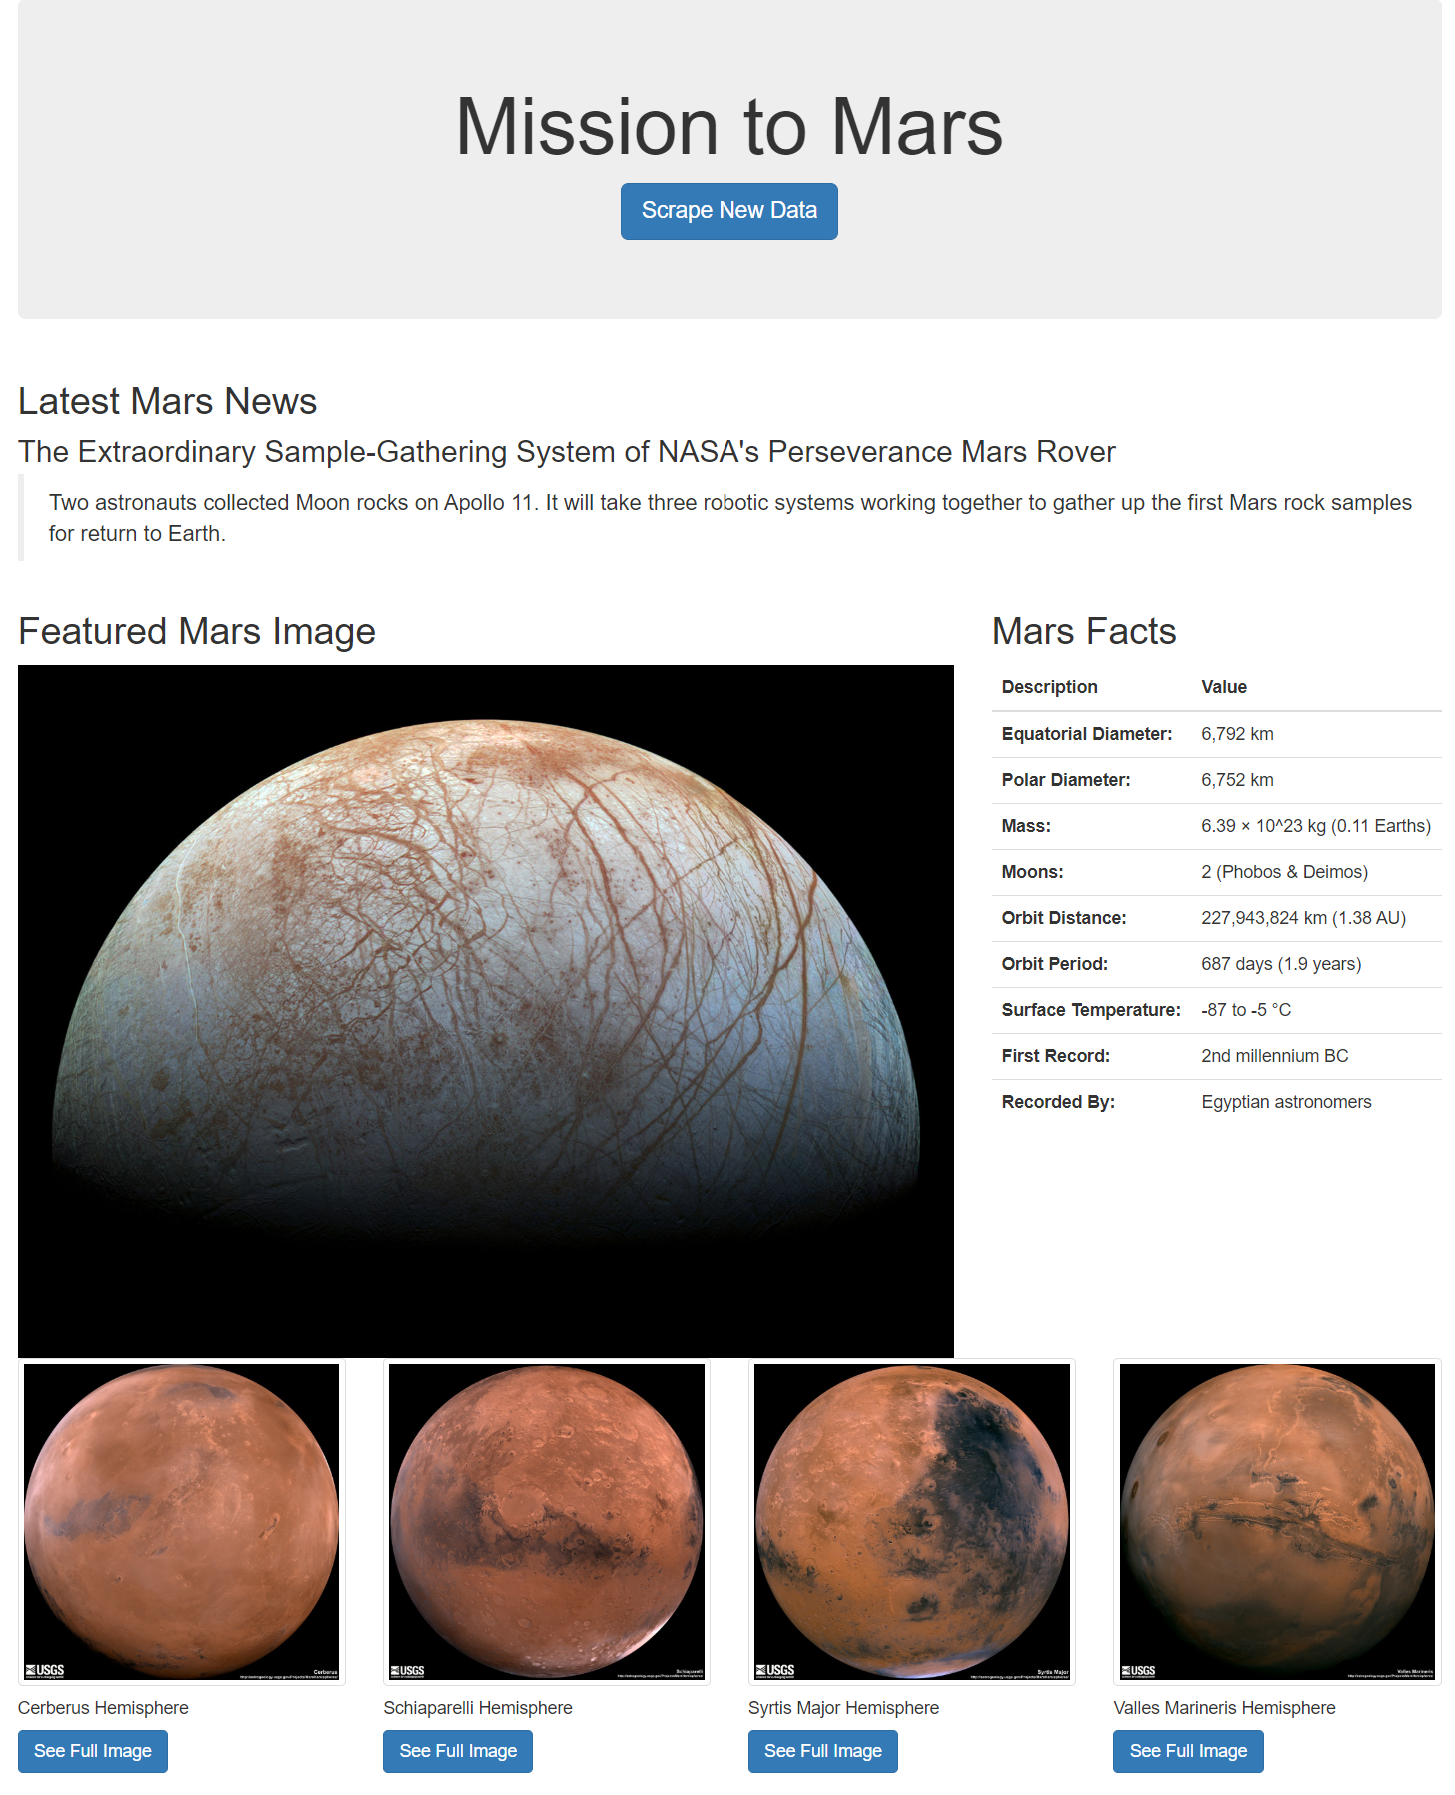 Mission to Mars
Scrape New Data
Latest Mars News
The Extraordinary Sample-Gathering System of NASA's Perseverance Mars Rover
Two astronauts collected Moon rocks on Apollo 11. It will take three robotic systems working together to gather up the first Mars rock samples
for return to Earth.
Featured Mars Image
Mars Facts
Description Value
Equatorial Diameter: 6,792 km
Polar Diameter: 6,752 km
Mass: 6.39 × 10^23 kg (0.11 Earths)
Moons: 2 (Phobos & Deimos)
Orbit Distance: 227,943,824 km (1.38 AU)
Orbit Period: 687 days (1.9 years)
Surface Temperature: -87 to -5 °C
First Record: 2nd millennium BC
Recorded By: Egyptian astronomers
USGS Cerberus
USGS Schiaparelli
USGS Syrtis Major
USGS Valles Marineris
Cerberus Hemisphere
See Full Image
Schiaparelli Hemisphere
See Full Image
Syrtis Major Hemisphere
See Full Image
Valles Marineris Hemisphere
See Full Image